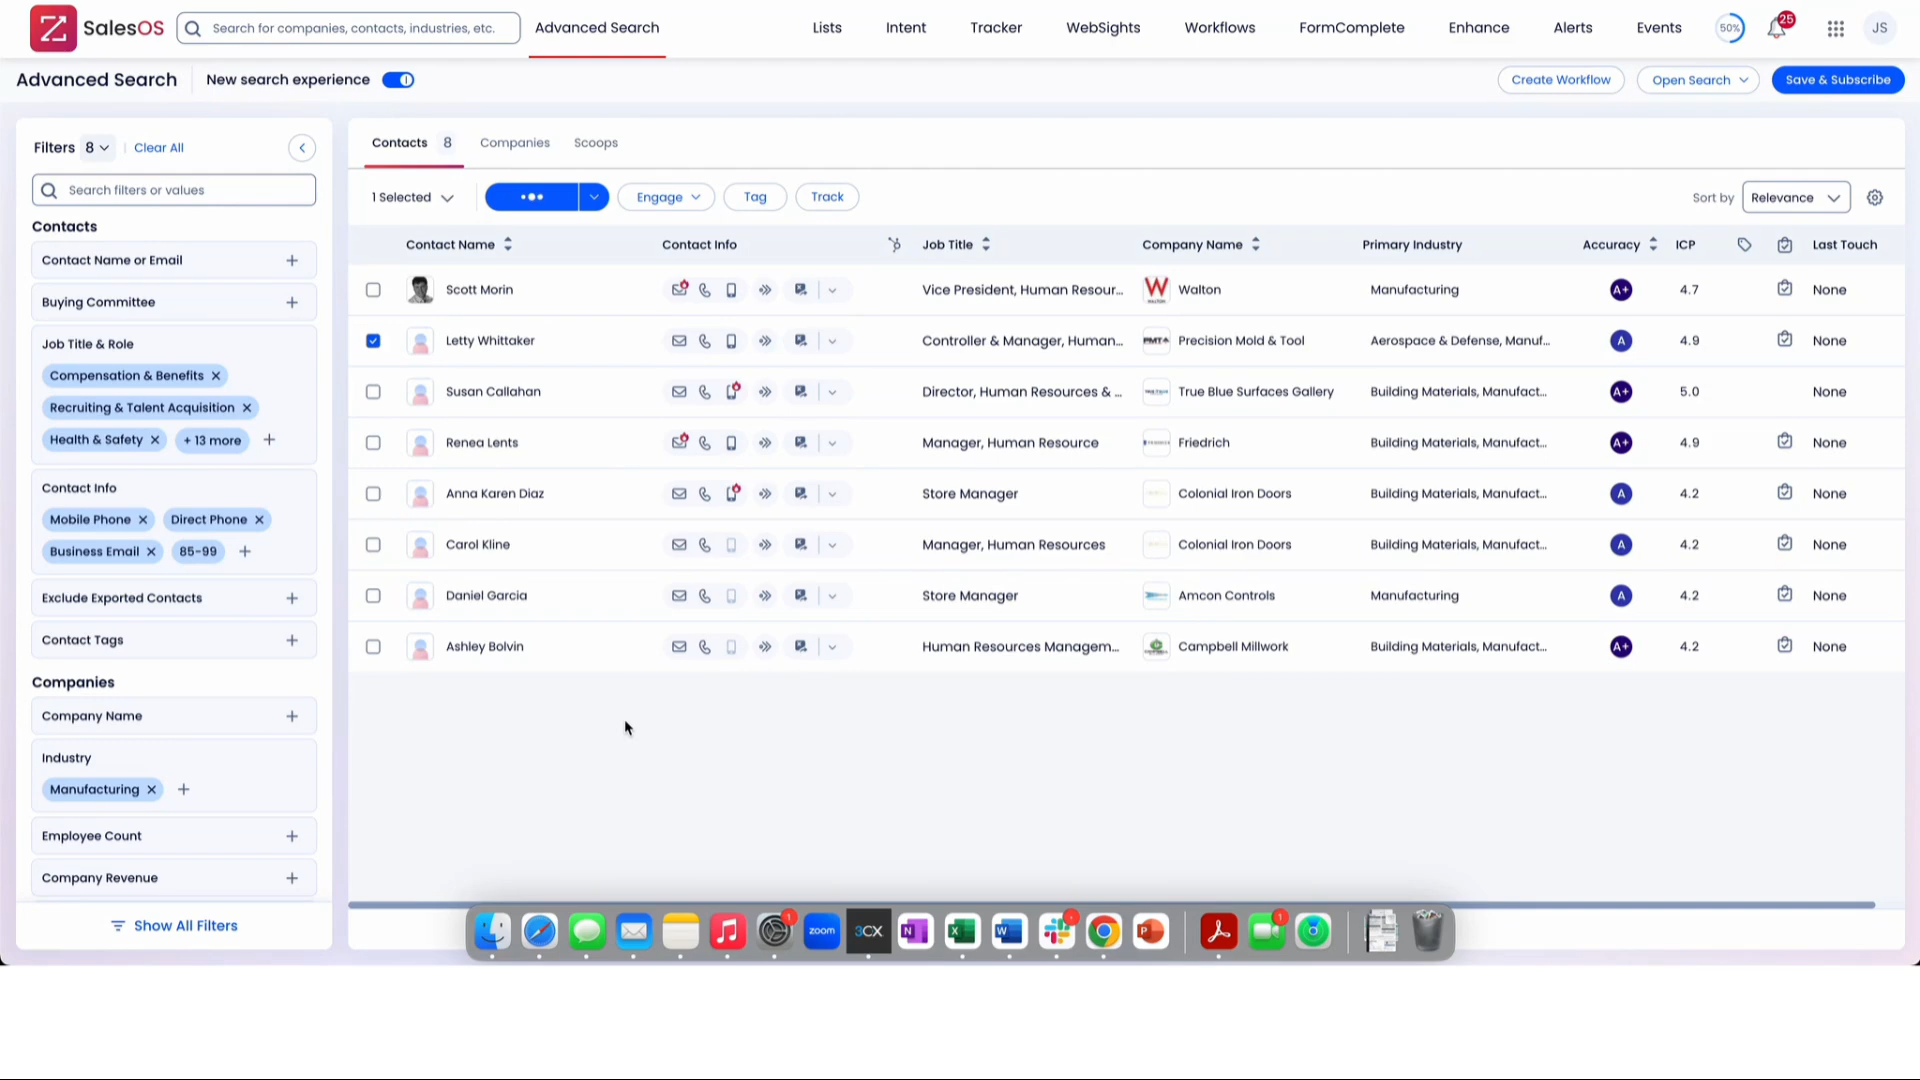 SalesOS
Search for companies, contacts, industries, etc.
Advanced Search
Lists
Intent
Tracker
WebSights
Workflows
FormComplete
Enhance
Alerts
Events
50%
25
JS
Advanced Search
New search experience
Create Workflow
Open Search
Save & Subscribe
Filters 8
Clear All
Search filters or values
Contacts
Contact Name or Email
Buying Committee
Job Title & Role
Compensation & Benefits
Recruiting & Talent Acquisition
Health & Safety
+ 13 more
Contact Info
Mobile Phone
Direct Phone
Business Email
85-99
Exclude Exported Contacts
Contact Tags
Companies
Company Name
Industry
Manufacturing
Employee Count
Company Revenue
Show All Filters
Contacts 8
Companies
Scoops
1 Selected
Engage
Tag
Track
Sort by
Relevance
Contact Name
Contact Info
Job Title
Company Name
Primary Industry
Accuracy
ICP
Last Touch
Scott Morin Vice President, Human Resour... WALTON Walton Manufacturing A+ 4.7 None
Letty Whittaker Controller & Manager, Human... PMT Precision Mold & Tool Aerospace & Defense, Manuf... A 4.9 None
Susan Callahan Director, Human Resources & ... True Blue Surfaces Gallery Building Materials, Manufact... A+ 5.0 None
Renea Lents Manager, Human Resource Friedrich Building Materials, Manufact... A+ 4.9 None
Anna Karen Diaz Store Manager Colonial Iron Doors Building Materials, Manufact... A 4.2 None
Carol Kline Manager, Human Resources Colonial Iron Doors Building Materials, Manufact... A 4.2 None
Daniel Garcia Store Manager Amcon Controls Manufacturing A 4.2 None
Ashley Bolvin Human Resources Managem... Campbell Millwork Building Materials, Manufact... A+ 4.2 None
1
zoom
3CX
N
X
W
P
1